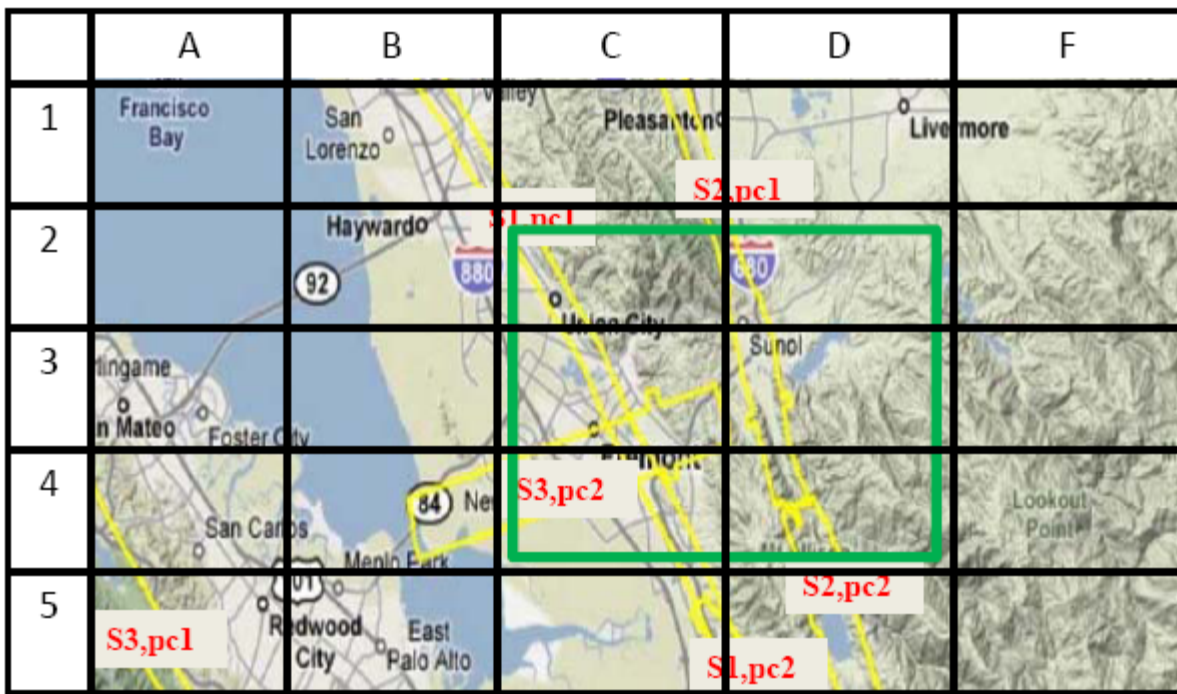 A B C D F
1
Francisco
Bay
San
Lorenzo
Valley
Pleasanton
Livermore
S2,pc1
2
Hayward
S1,pc1
880
680
92
Union City
3
Sunol
n Mateo
Foster City
Fremont
4
S3,pc2
84
San Carlos
Menlo Park
Lookout
Point
5
S2,pc2
Redwood
City
East
Palo Alto
S3,pc1
S1,pc2